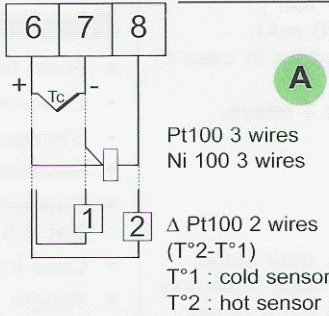 6 7 8
A
+ Tc -
Pt100 3 wires
Ni 100 3 wires
1
2
Δ Pt100 2 wires
(T°2-T°1)
T°1 : cold sensor
T°2 : hot sensor